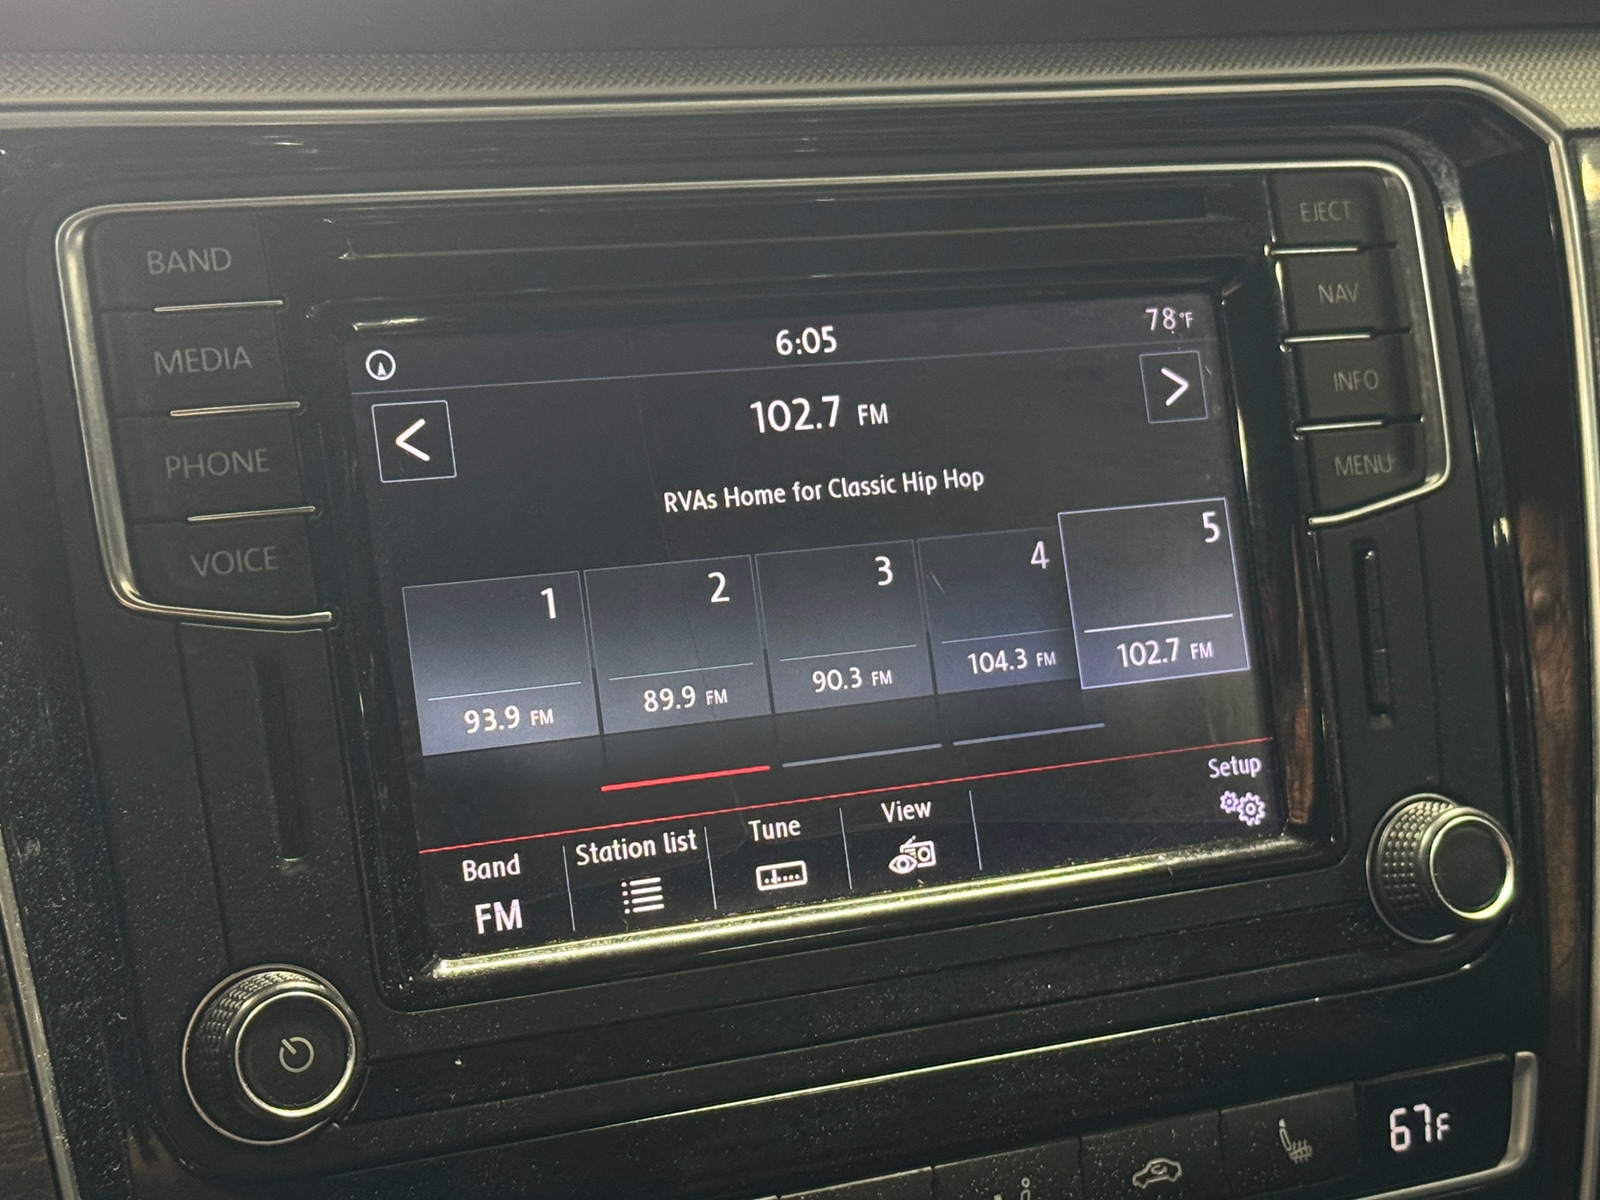 BAND
MEDIA
PHONE
VOICE
EJECT
NAV
INFO
MENU
6:05
78°F
<
102.7 FM
>
RVAs Home for Classic Hip Hop
1
93.9 FM
2
89.9 FM
3
90.3 FM
4
104.3 FM
5
102.7 FM
Band
FM
Station list
Tune
View
Setup
67F